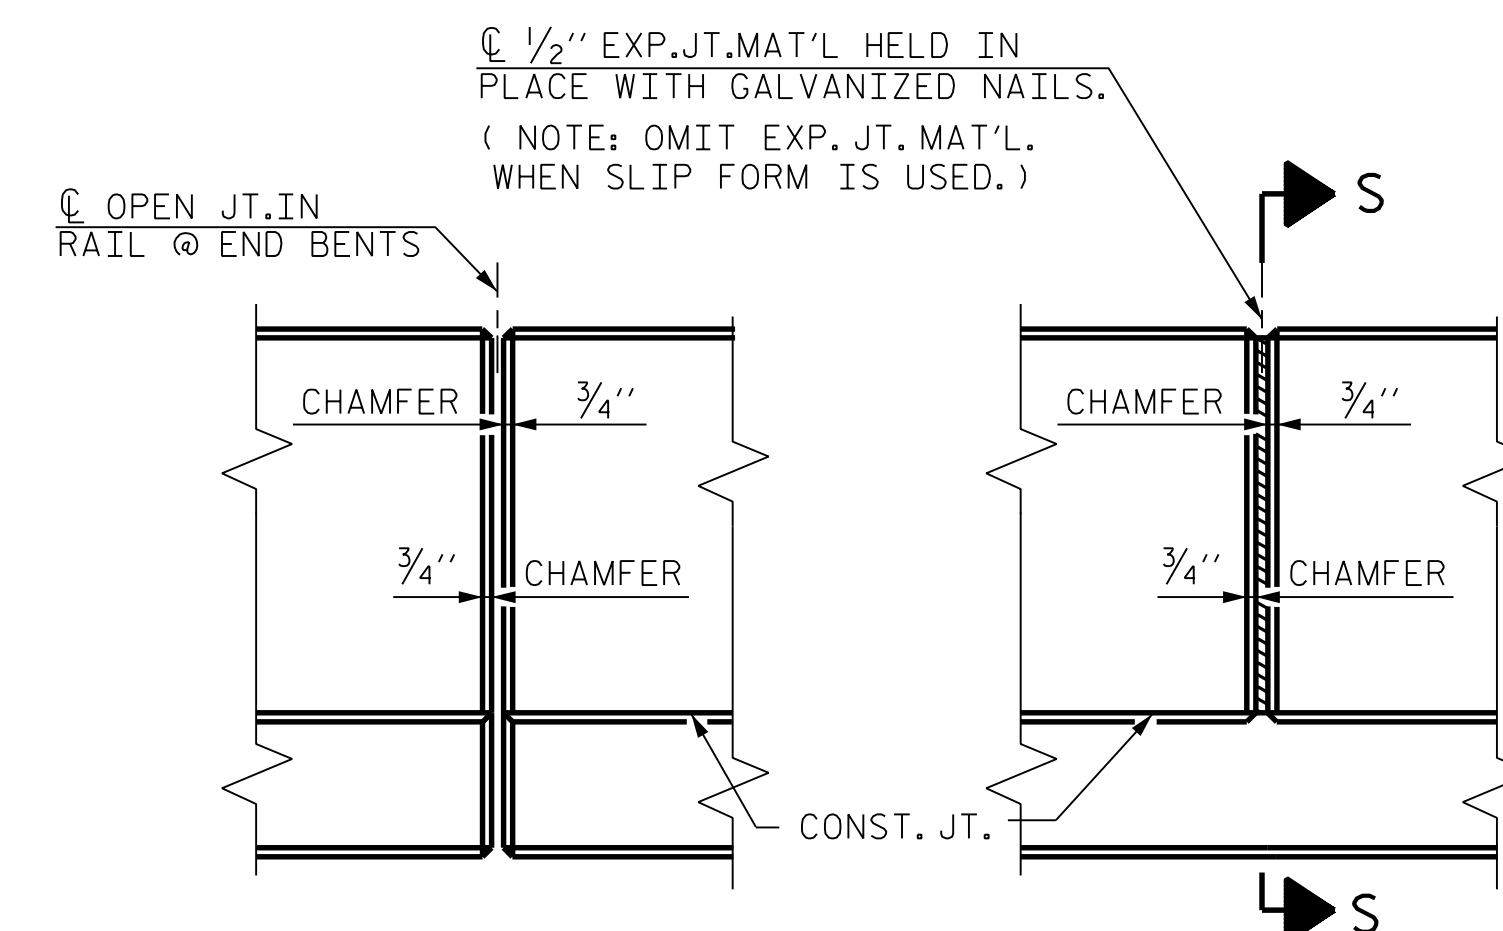 ℄ 1/2'' EXP.JT.MAT'L HELD IN
PLACE WITH GALVANIZED NAILS.
( NOTE: OMIT EXP. JT. MAT'L.
WHEN SLIP FORM IS USED. )
℄ OPEN JT.IN
RAIL @ END BENTS
S
CHAMFER 3/4''
CHAMFER 3/4''
3/4'' CHAMFER
3/4'' CHAMFER
CONST. JT.
S